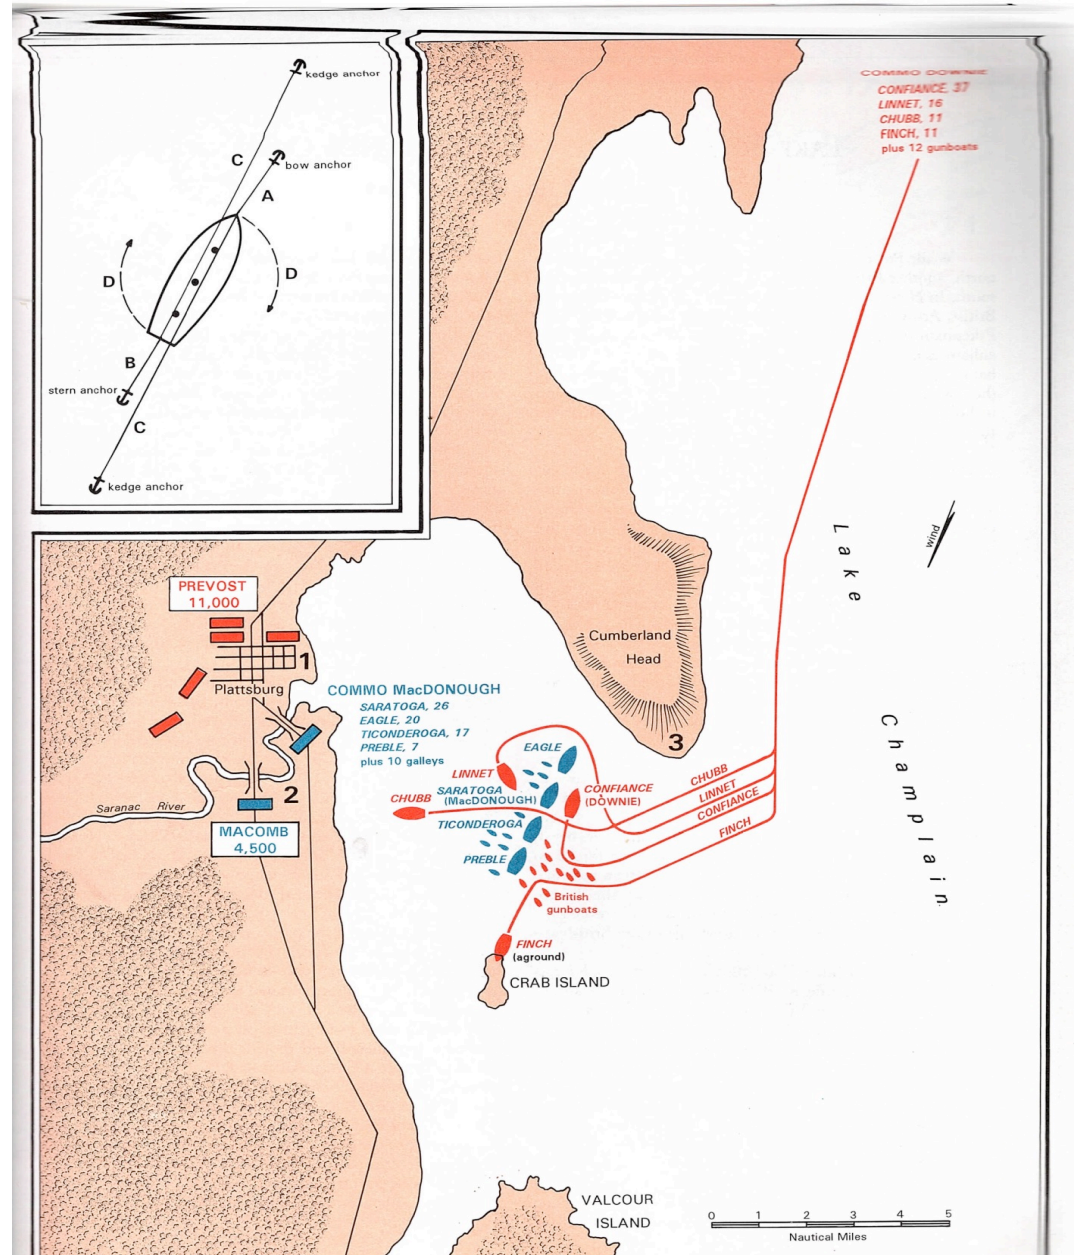 kedge anchor
C
bow anchor
A
D
D
B
stern anchor
C
kedge anchor
COMMO DOWNIE
CONFIANCE, 37
LINNET, 16
CHUBB, 11
FINCH, 11
plus 12 gunboats
wind
Lake Champlain
PREVOST
11,000
1
Plattsburg
Cumberland
Head
3
COMMO MacDONOUGH
SARATOGA, 26
EAGLE, 20
TICONDEROGA, 17
PREBLE, 7
plus 10 galleys
2
Saranac River
MACOMB
4,500
EAGLE
LINNET
SARATOGA
(MacDONOUGH)
CHUBB
CONFIANCE
(DOWNIE)
TICONDEROGA
PREBLE
CHUBB
LINNET
CONFIANCE
FINCH
British
gunboats
FINCH
(aground)
CRAB ISLAND
VALCOUR
ISLAND
0 1 2 3 4 5
Nautical Miles